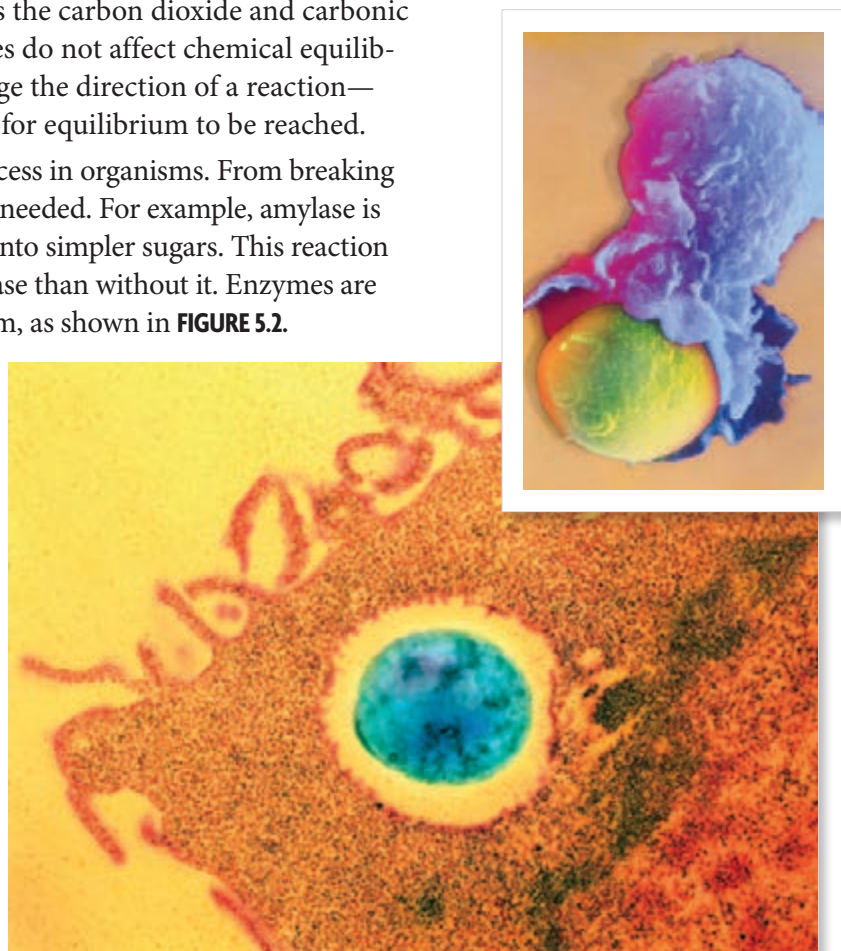 s the carbon dioxide and carbonic
es do not affect chemical equilib-
ge the direction of a reaction—
for equilibrium to be reached.
cess in organisms. From breaking
needed. For example, amylase is
nto simpler sugars. This reaction
ase than without it. Enzymes are
m, as shown in FIGURE 5.2.